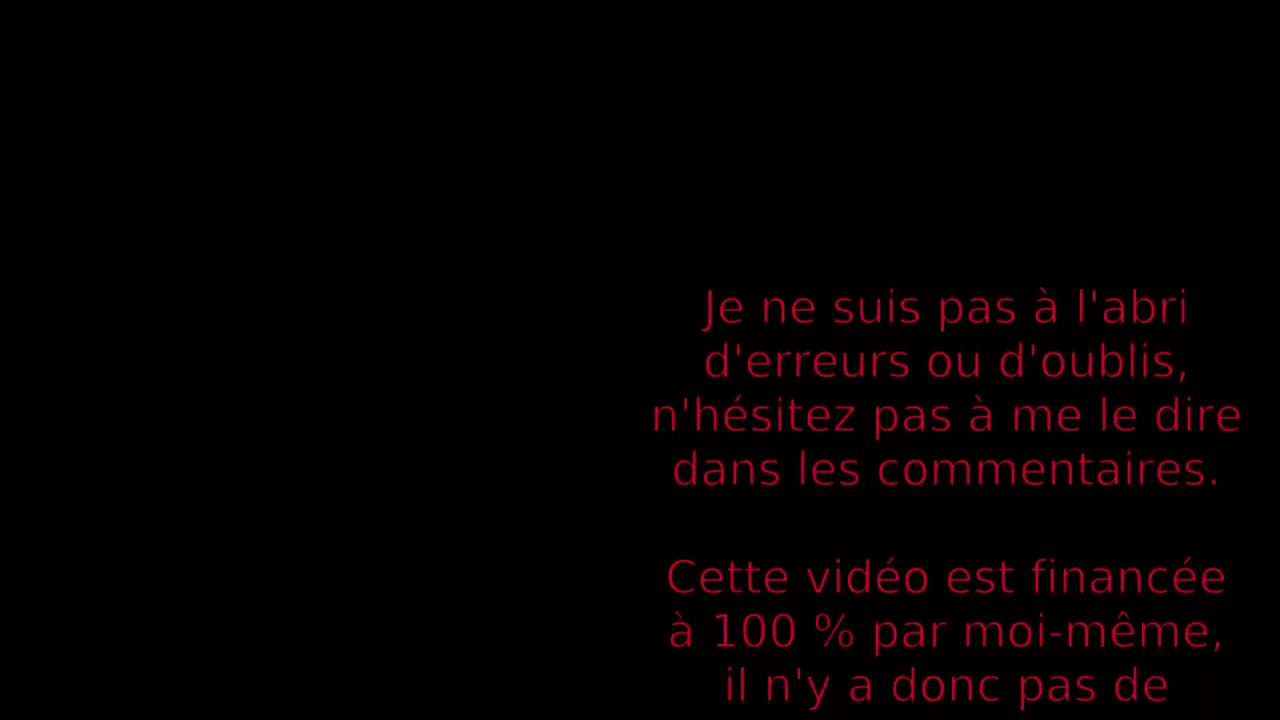 Je ne suis pas à l'abri
d'erreurs ou d'oublis,
n'hésitez pas à me le dire
dans les commentaires.
Cette vidéo est financée
à 100 % par moi-même,
il n'y a donc pas de